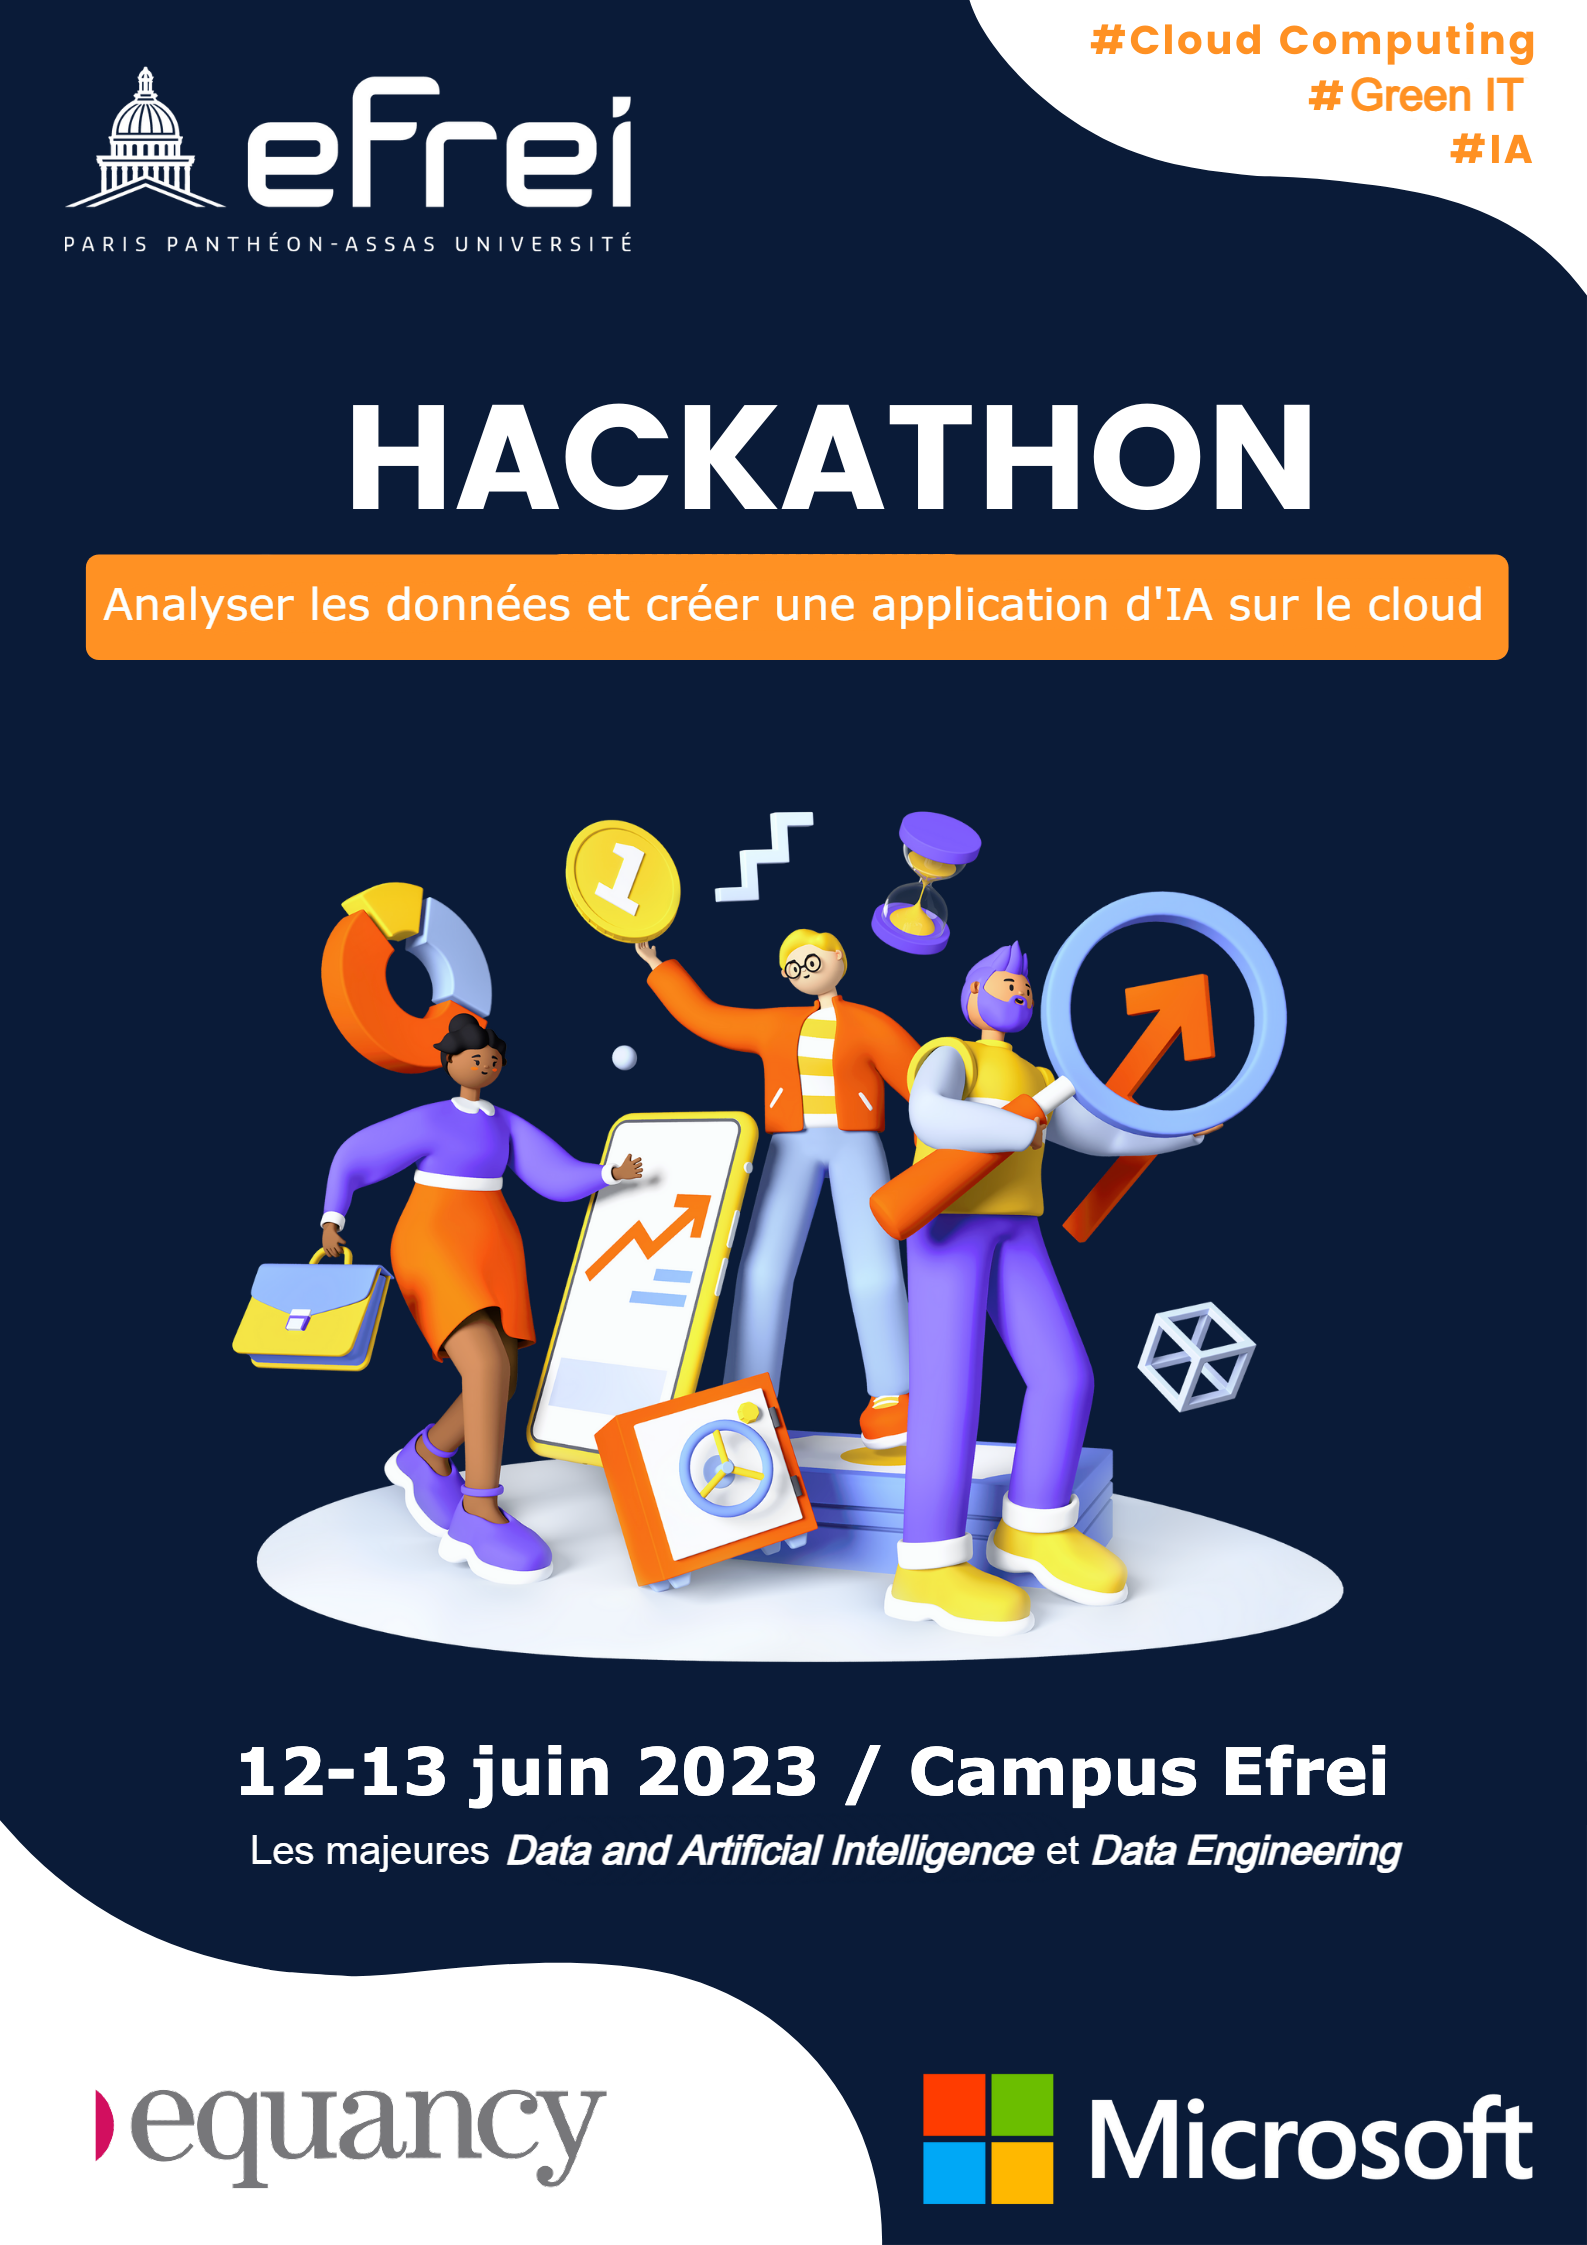 efrei
PARIS PANTHÉON-ASSAS UNIVERSITÉ
#Cloud Computing
#Green IT
#IA
HACKATHON
Analyser les données et créer une application d'IA sur le cloud
1
12-13 juin 2023 / Campus Efrei
Les majeures Data and Artificial Intelligence et Data Engineering
equancy
Microsoft